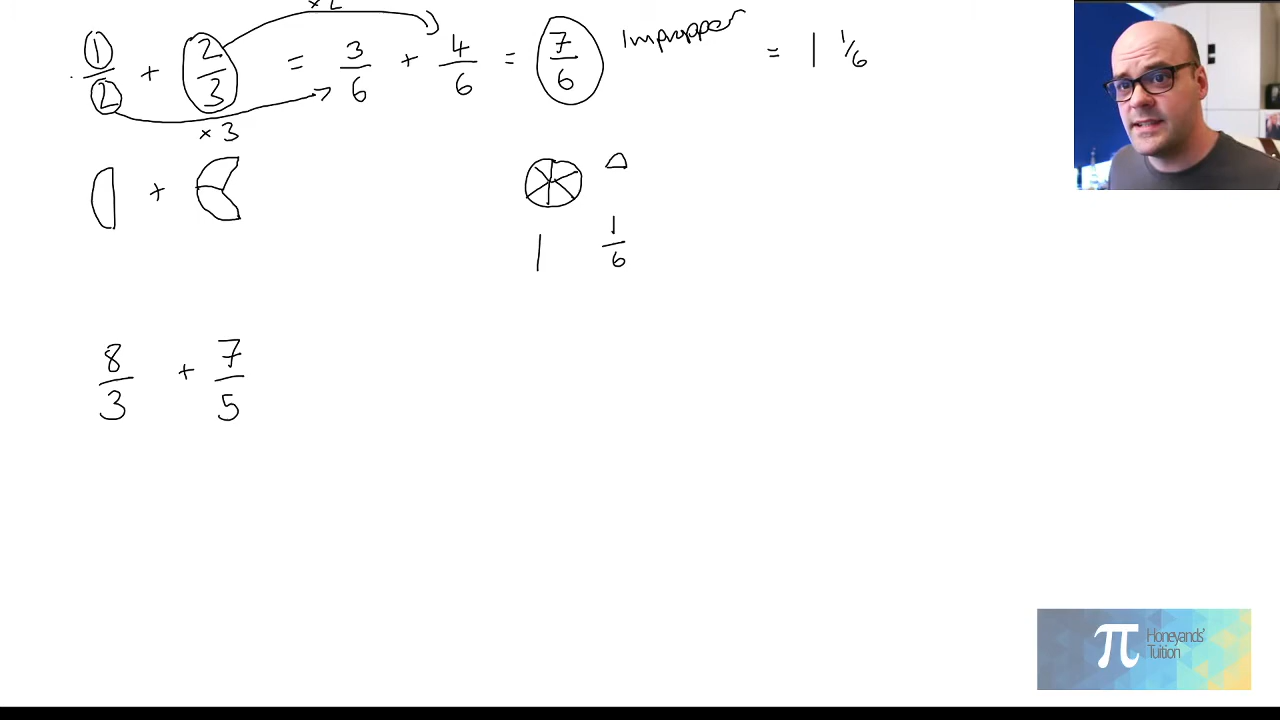 ×2
1/2 + 2/3 = 3/6 + 4/6 = 7/6 Impropper = 1 1/6
× 3
+
1 1/6
8/3 + 7/5
π Honeyands' Tuition